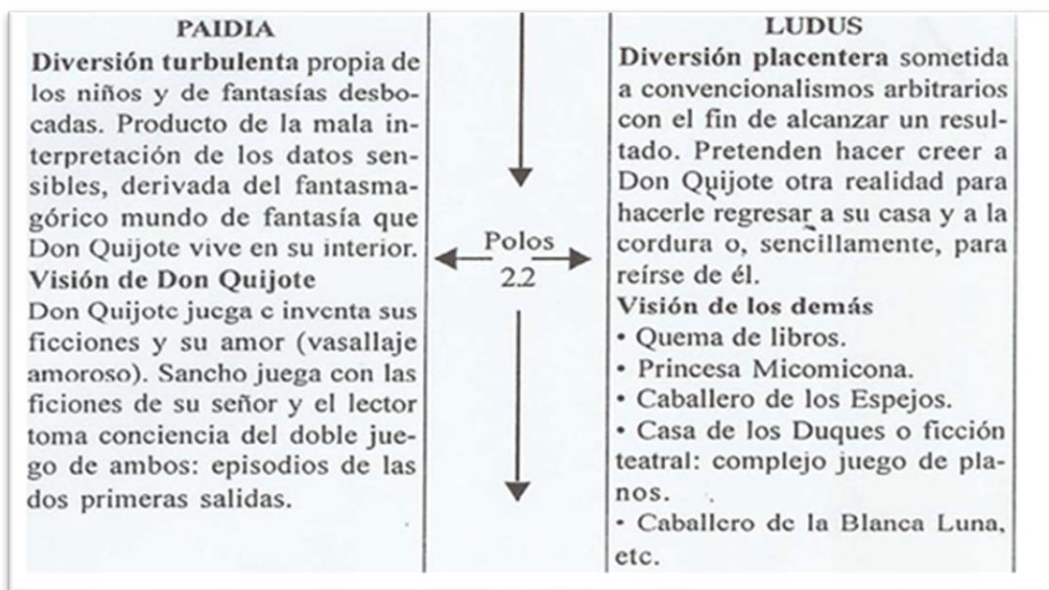 PAIDIA
Diversión turbulenta propia de
los niños y de fantasías desbo-
cadas. Producto de la mala in-
terpretación de los datos sen-
sibles, derivada del fantasma-
górico mundo de fantasía que
Don Quijote vive en su interior.
Visión de Don Quijote
Don Quijote juega e inventa sus
ficciones y su amor (vasallaje
amoroso). Sancho juega con las
ficiones de su señor y el lector
toma conciencia del doble jue-
go de ambos: episodios de las
dos primeras salidas.
Polos
2.2
LUDUS
Diversión placentera sometida
a convencionalismos arbitrarios
con el fin de alcanzar un resul-
tado. Pretenden hacer creer a
Don Quijote otra realidad para
hacerle regresar a su casa y a la
cordura o, sencillamente, para
reírse de él.
Visión de los demás
• Quema de libros.
• Princesa Micomicona.
• Caballero de los Espejos.
• Casa de los Duques o ficción
teatral: complejo juego de pla-
nos.
• Caballero de la Blanca Luna,
etc.